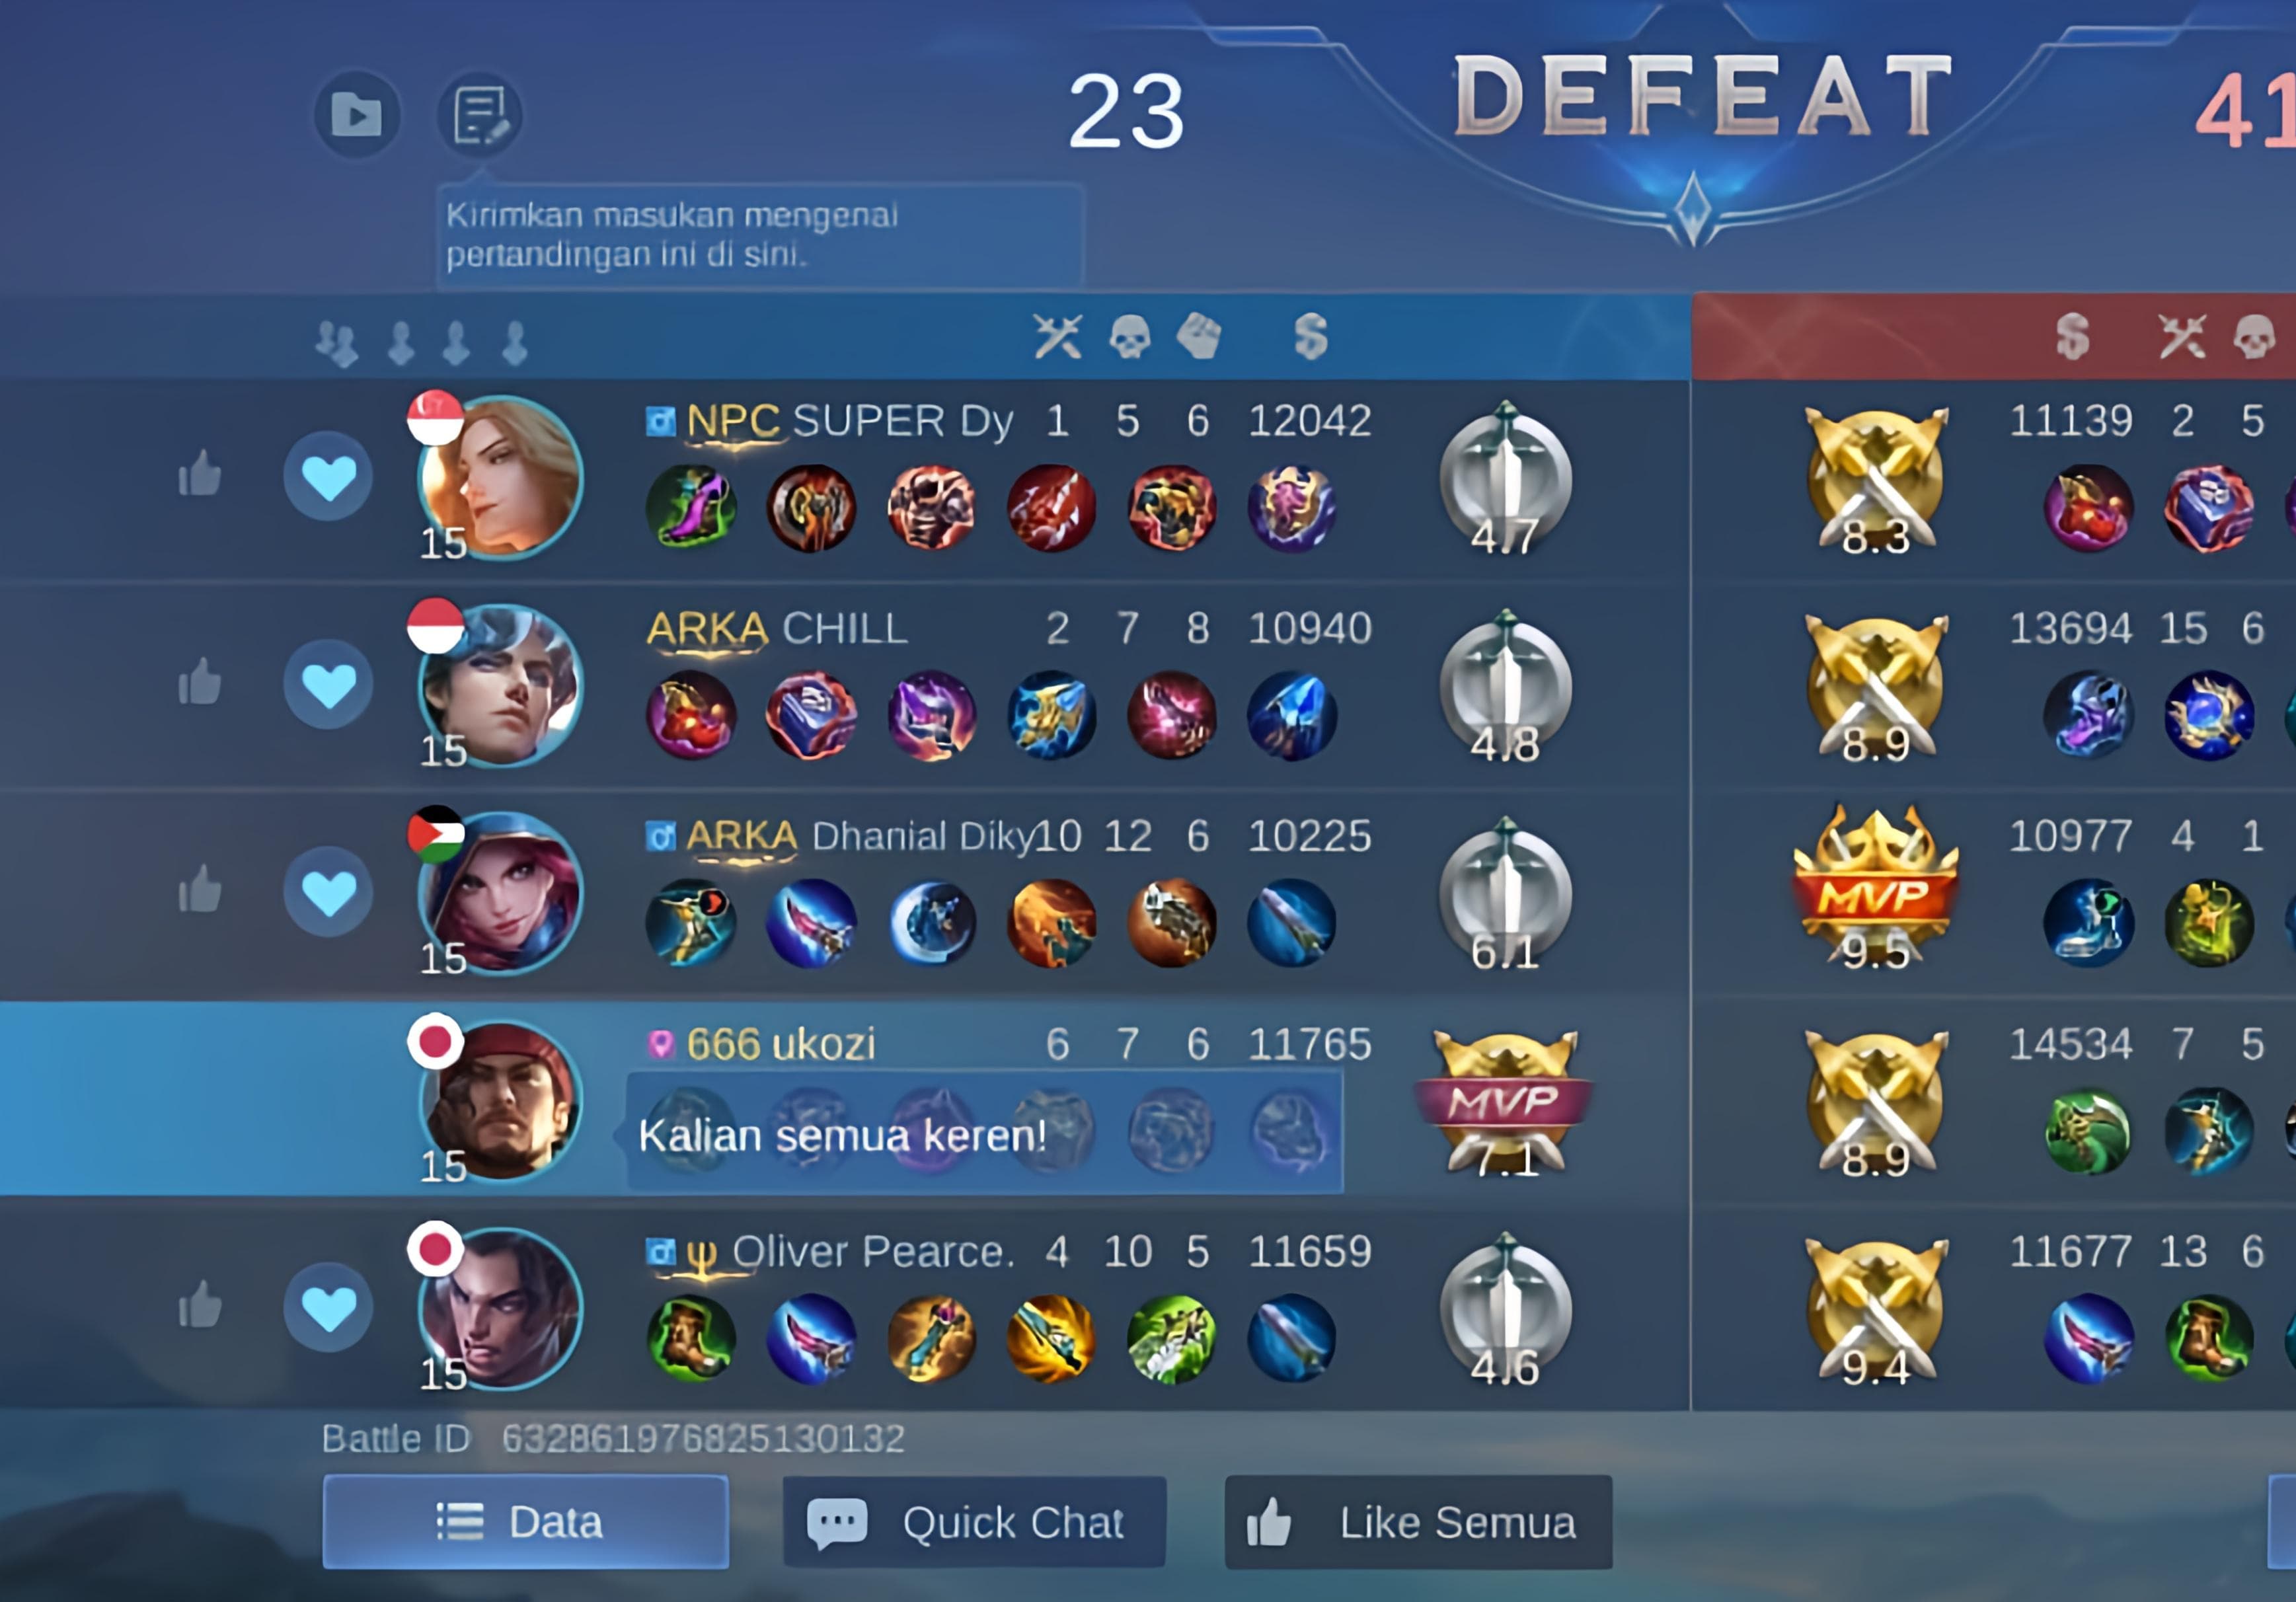 23 DEFEAT 41
Kirimkan masukan mengenai
pertandingan ini di sini.
NPC SUPER Dy 1 5 6 12042
15
4.7
8.3
11139 2 5
ARKA CHILL 2 7 8 10940
15
4.8
8.9
13694 15 6
ARKA Dhanial Diky 10 12 6 10225
15
6.1
MVP
9.5
10977 4 1
666 ukozi 6 7 6 11765
Kalian semua keren!
15
MVP
7.1
8.9
14534 7 5
ψ Oliver Pearce. 4 10 5 11659
15
4.6
9.4
11677 13 6
Battle ID 632861976825130132
Data
Quick Chat
Like Semua